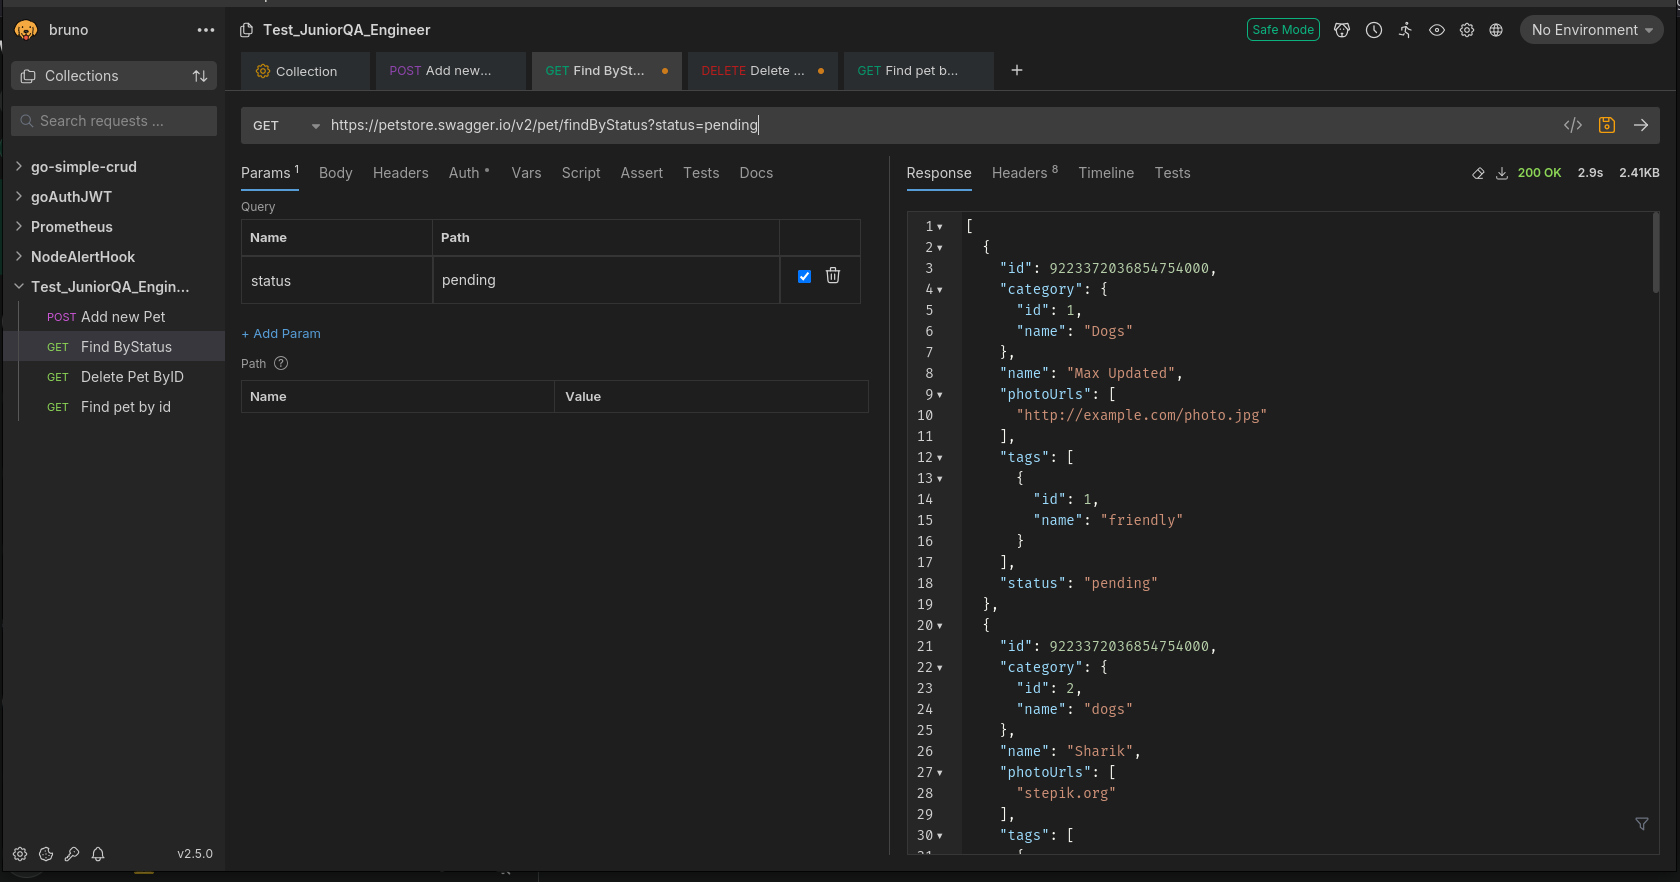 bruno
Test_JuniorQA_Engineer
Safe Mode
No Environment
Collections
Collection
POST Add new...
GET Find BySt...
DELETE Delete ...
GET Find pet b...
+
Search requests ...
GET
https://petstore.swagger.io/v2/pet/findByStatus?status=pending
</>
go-simple-crud
goAuthJWT
Prometheus
NodeAlertHook
Test_JuniorQA_Engin...
POST Add new Pet
GET Find ByStatus
GET Delete Pet ByID
GET Find pet by id
v2.5.0
Params 1 Body Headers Auth Vars Script Assert Tests Docs
Query
Name Path
status pending
+ Add Param
Path ?
Name Value
Response Headers 8 Timeline Tests 200 OK 2.9s 2.41KB
1 [
2 {
3 "id": 9223372036854754000,
4 "category": {
5 "id": 1,
6 "name": "Dogs"
7 },
8 "name": "Max Updated",
9 "photoUrls": [
10 "http://example.com/photo.jpg"
11 ],
12 "tags": [
13 {
14 "id": 1,
15 "name": "friendly"
16 }
17 ],
18 "status": "pending"
19 },
20 {
21 "id": 9223372036854754000,
22 "category": {
23 "id": 2,
24 "name": "dogs"
25 },
26 "name": "Sharik",
27 "photoUrls": [
28 "stepik.org"
29 ],
30 "tags": [